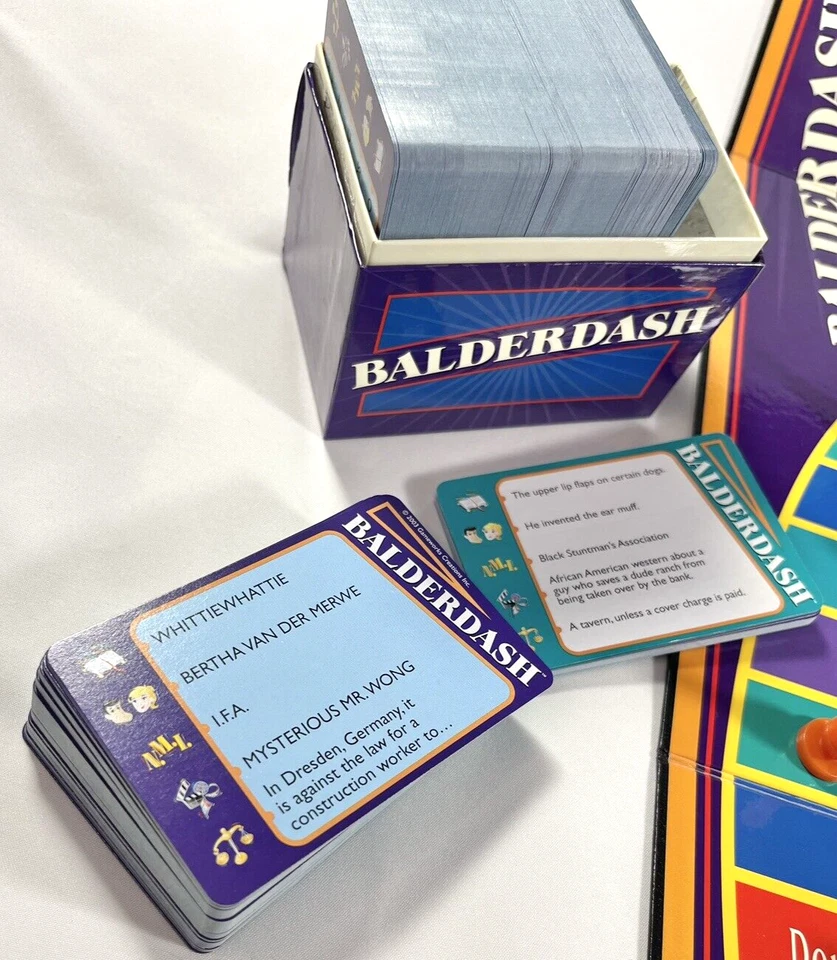 BALDERDASH
BALDERDASH
The upper lip flaps on certain dogs.
He invented the ear muff.
Black Stuntman's Association
African American western about a
guy who saves a dude ranch from
being taken over by the bank.
A tavern, unless a cover charge is paid.
BALDERDASH
© 2003 Gameworks Creations Inc.
WHITTIEWHATTIE
BERTHA VAN DER MERWE
I.F.A.
MYSTERIOUS MR. WONG
In Dresden, Germany, it
is against the law for a
construction worker to...
BALDERDASH™